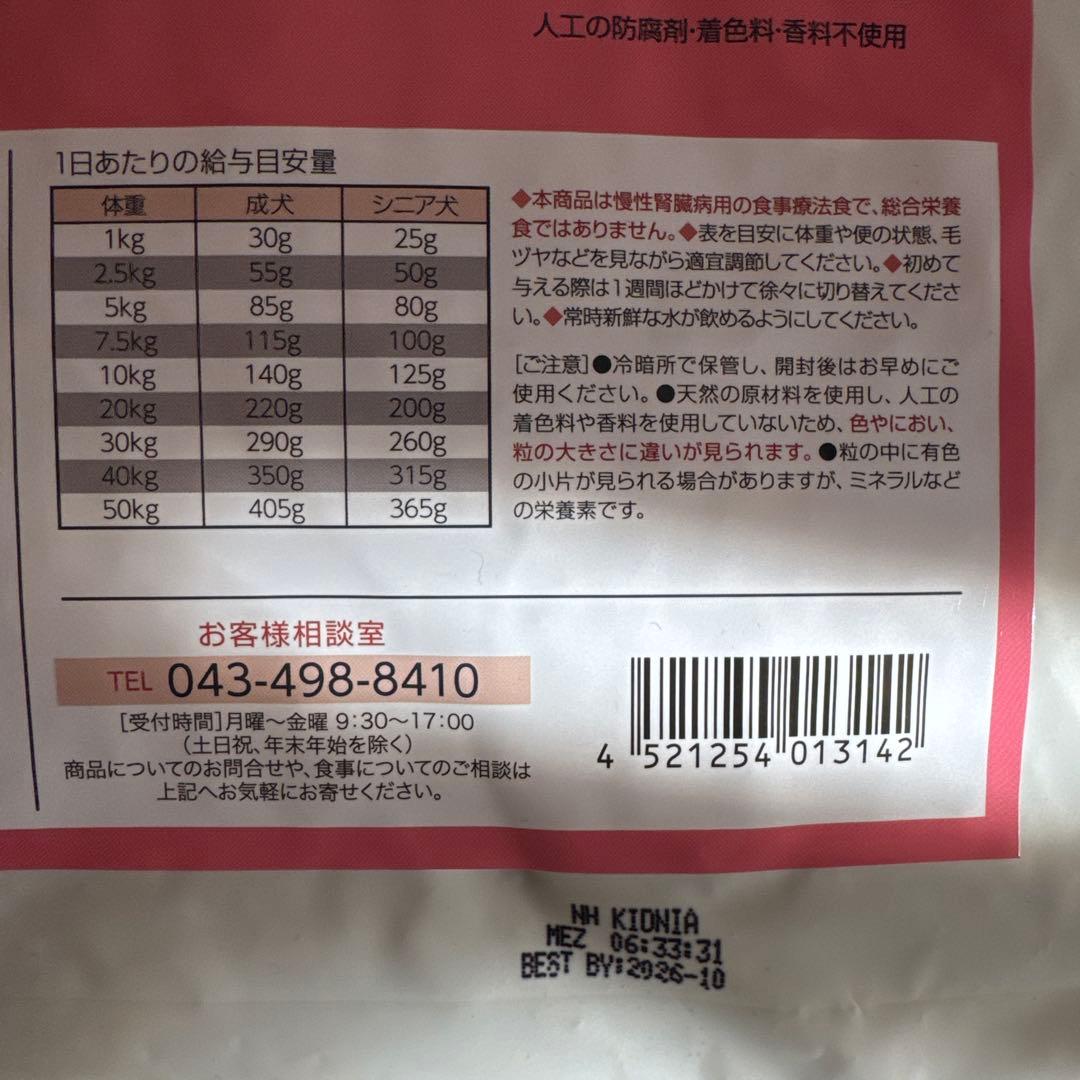 人工の防腐剤・着色料・香料不使用
1日あたりの給与目安量
体重 成犬 シニア犬
1kg 30g 25g
2.5kg 55g 50g
5kg 85g 80g
7.5kg 115g 100g
10kg 140g 125g
20kg 220g 200g
30kg 290g 260g
40kg 350g 315g
50kg 405g 365g
◆本商品は慢性腎臓病用の食事療法食で、総合栄養
食ではありません。◆表を目安に体重や便の状態、毛
ヅヤなどを見ながら適宜調節してください。◆初めて
与える際は1週間ほどかけて徐々に切り替えてくださ
い。◆常時新鮮な水が飲めるようにしてください。
[ご注意]●冷暗所で保管し、開封後はお早めにご
使用ください。●天然の原材料を使用し、人工の
着色料や香料を使用していないため、色やにおい、
粒の大きさに違いが見られます。●粒の中に有色
の小片が見られる場合がありますが、ミネラルなど
の栄養素です。
お客様相談室
TEL 043-498-8410
[受付時間]月曜〜金曜 9:30〜17:00
(土日祝、年末年始を除く)
商品についてのお問合せや、食事についてのご相談は
上記へお気軽にお寄せください。
4 521254 013142
NH KIDNIA
MEZ 06:33:31
BEST BY:2026-10